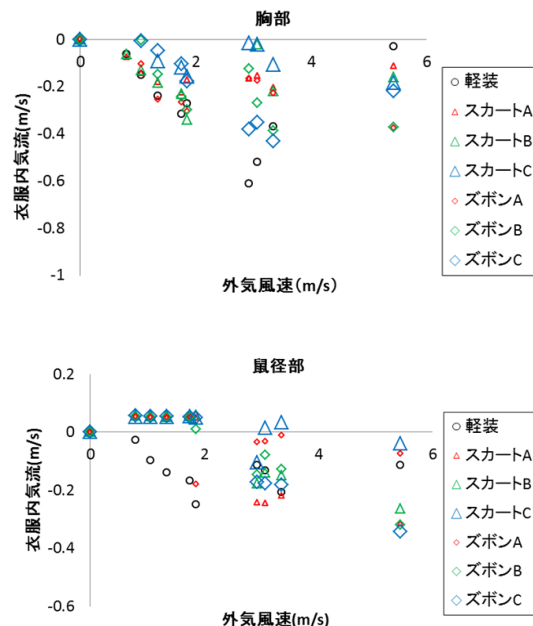 胸部
0
0
2
4
6
-0.2
-0.4
-0.6
-0.8
-1
衣服内気流(m/s)
外気風速(m/s)
軽装
スカートA
スカートB
スカートC
ズボンA
ズボンB
ズボンC
鼠径部
0.2
0
0
2
4
6
-0.2
-0.4
-0.6
衣服内気流(m/s)
外気風速(m/s)
軽装
スカートA
スカートB
スカートC
ズボンA
ズボンB
ズボンC